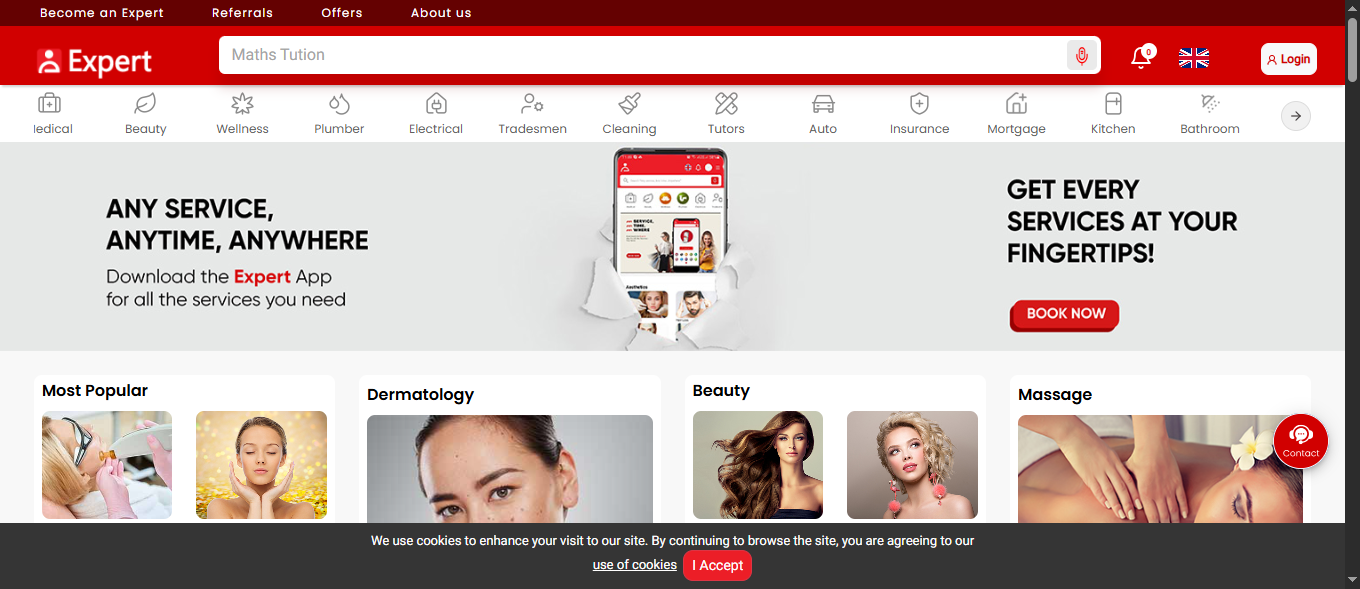 Become an Expert Referrals Offers About us
Expert
Maths Tution
0
Login
ledical Beauty Wellness Plumber Electrical Tradesmen Cleaning Tutors Auto Insurance Mortgage Kitchen Bathroom
ANY SERVICE,
ANYTIME, ANYWHERE
Download the Expert App
for all the services you need
GET EVERY
SERVICES AT YOUR
FINGERTIPS!
BOOK NOW
Most Popular
Dermatology
Beauty
Massage
Contact
We use cookies to enhance your visit to our site. By continuing to browse the site, you are agreeing to our
use of cookies I Accept